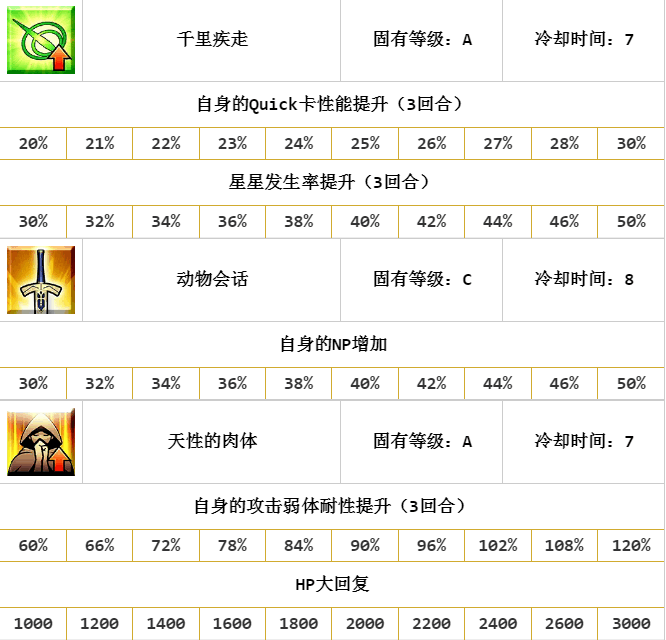 千里疾走 固有等级：A 冷却时间：7
自身的Quick卡性能提升（3回合）
20% 21% 22% 23% 24% 25% 26% 27% 28% 30%
星星发生率提升（3回合）
30% 32% 34% 36% 38% 40% 42% 44% 46% 50%
动物会话 固有等级：C 冷却时间：8
自身的NP增加
30% 32% 34% 36% 38% 40% 42% 44% 46% 50%
天性的肉体 固有等级：A 冷却时间：7
自身的攻击弱体耐性提升（3回合）
60% 66% 72% 78% 84% 90% 96% 102% 108% 120%
HP大回复
1000 1200 1400 1600 1800 2000 2200 2400 2600 3000